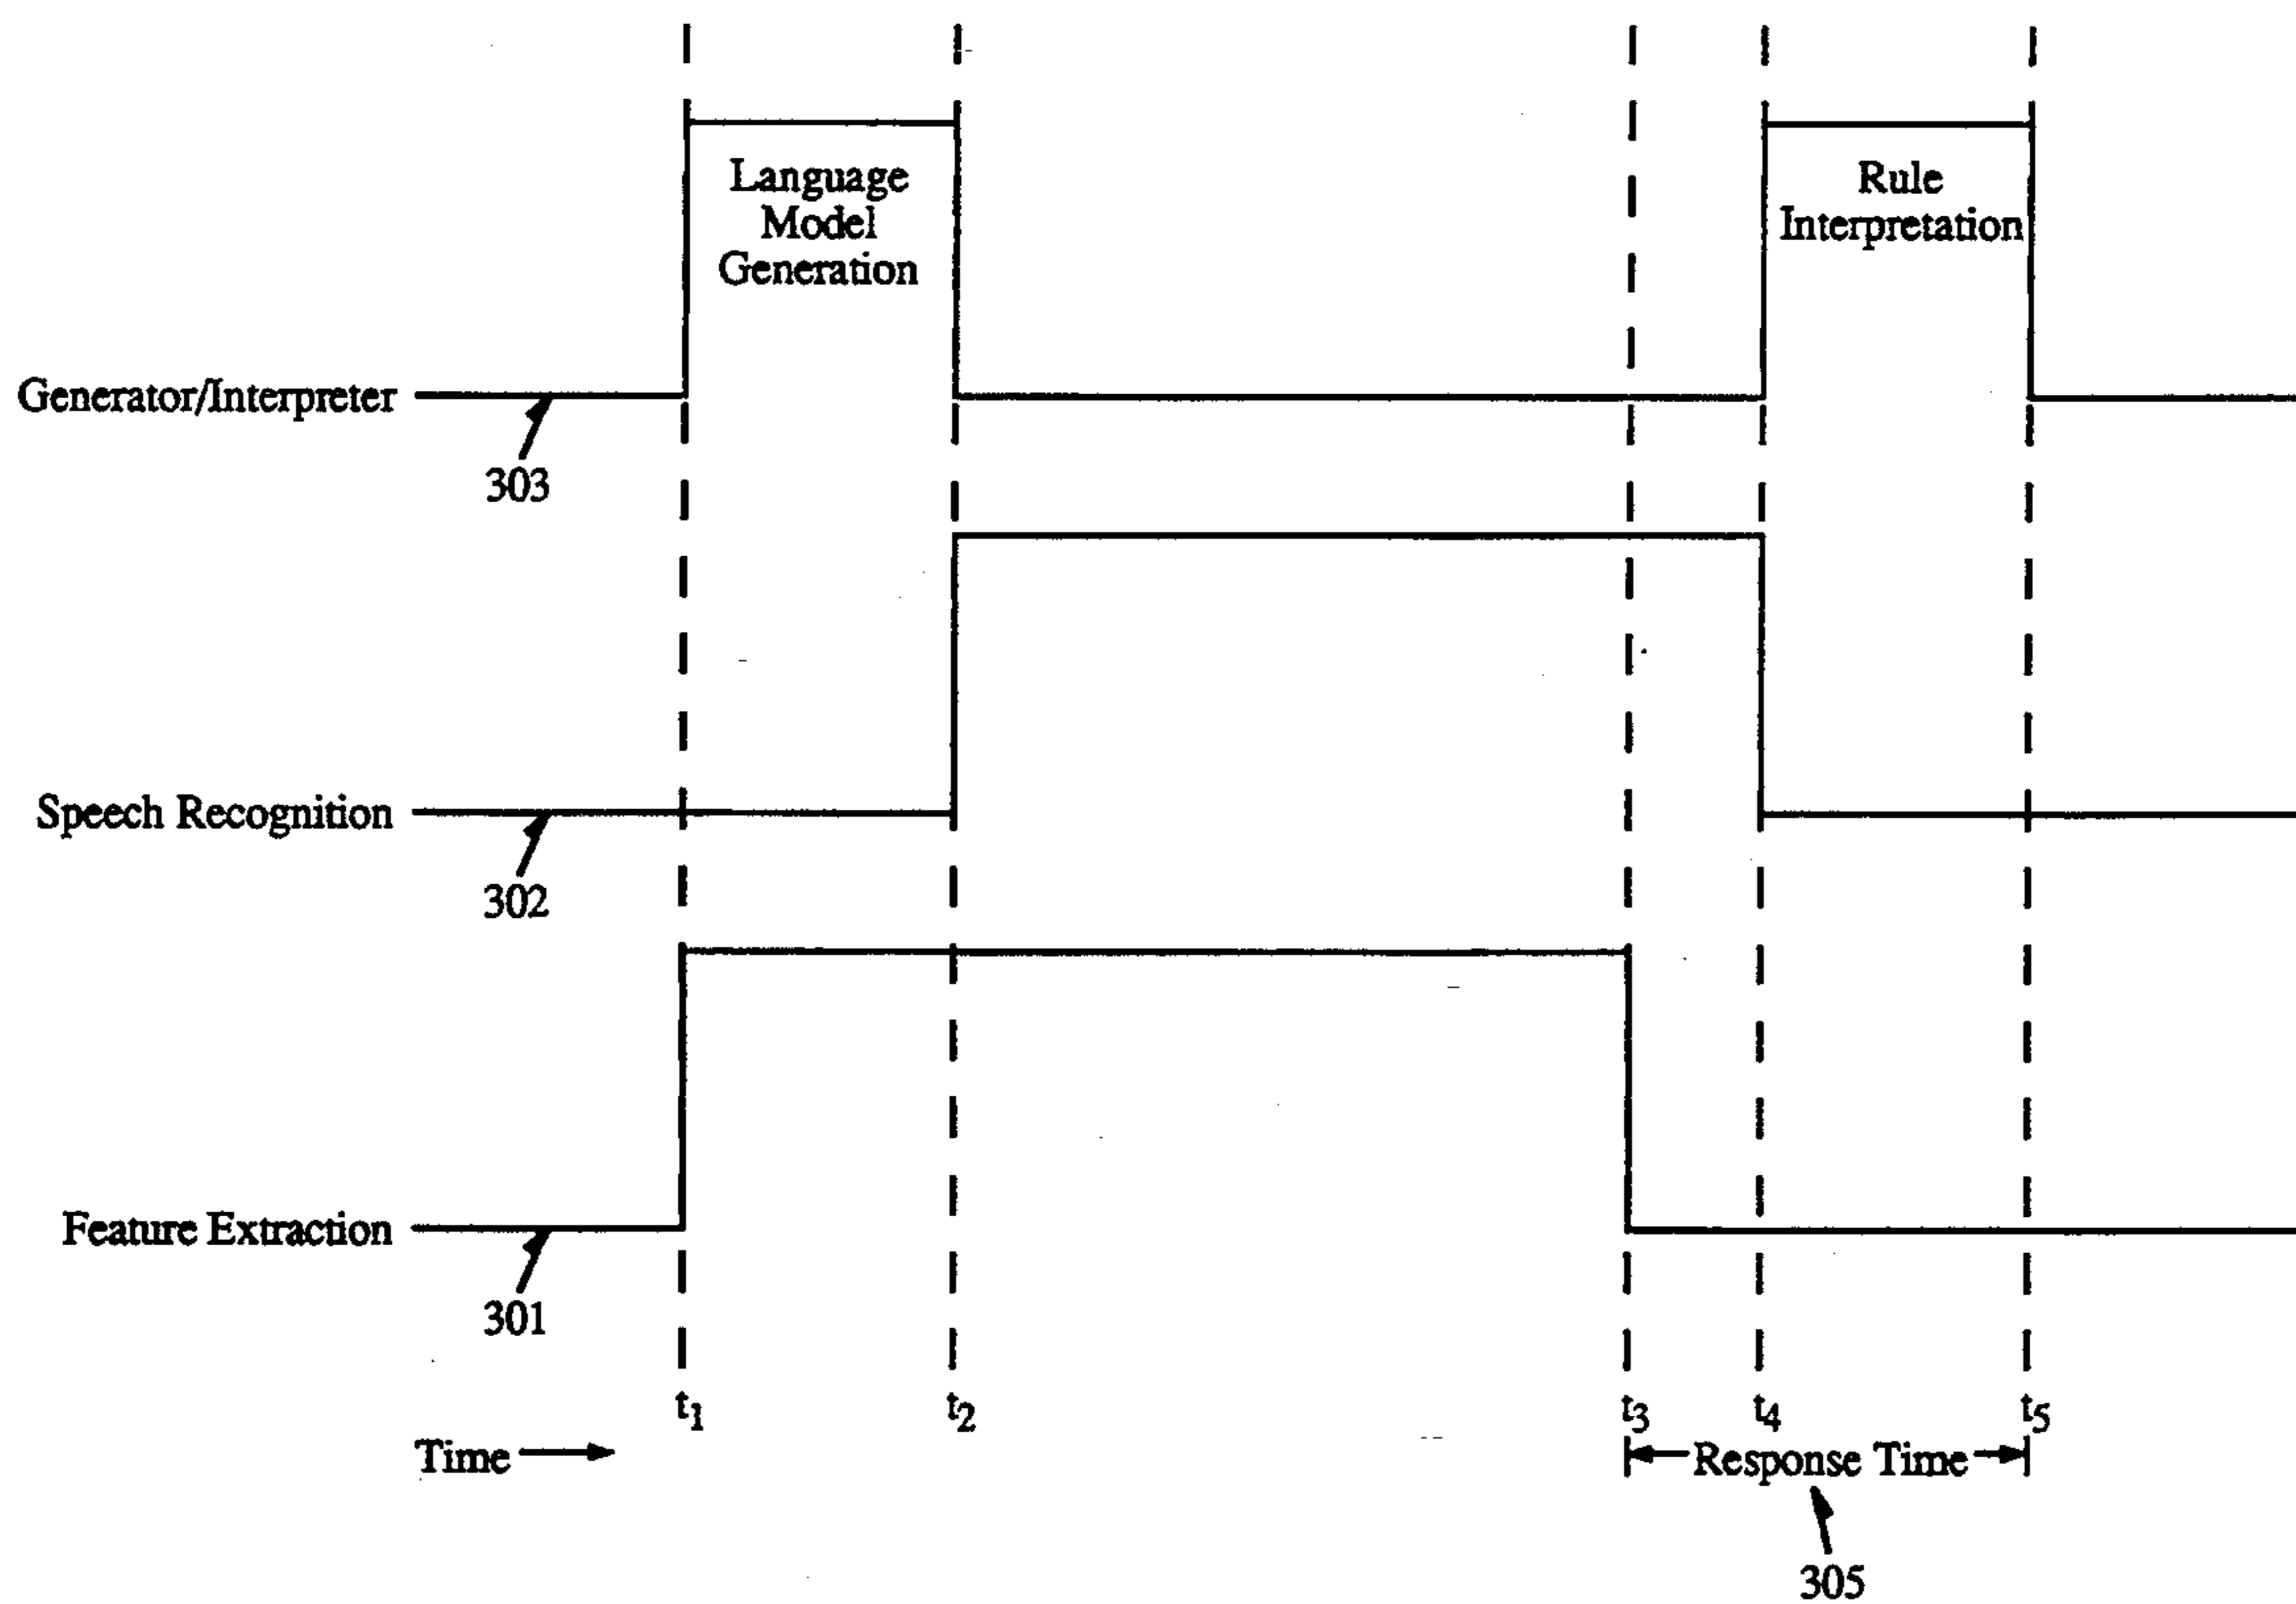 Language
Model
Generation
Rule
Interpretation
Generator/Interpreter
303
Speech Recognition
302
Feature Extraction
301
t1 t2 t3 t4 t5
Time
Response Time
305